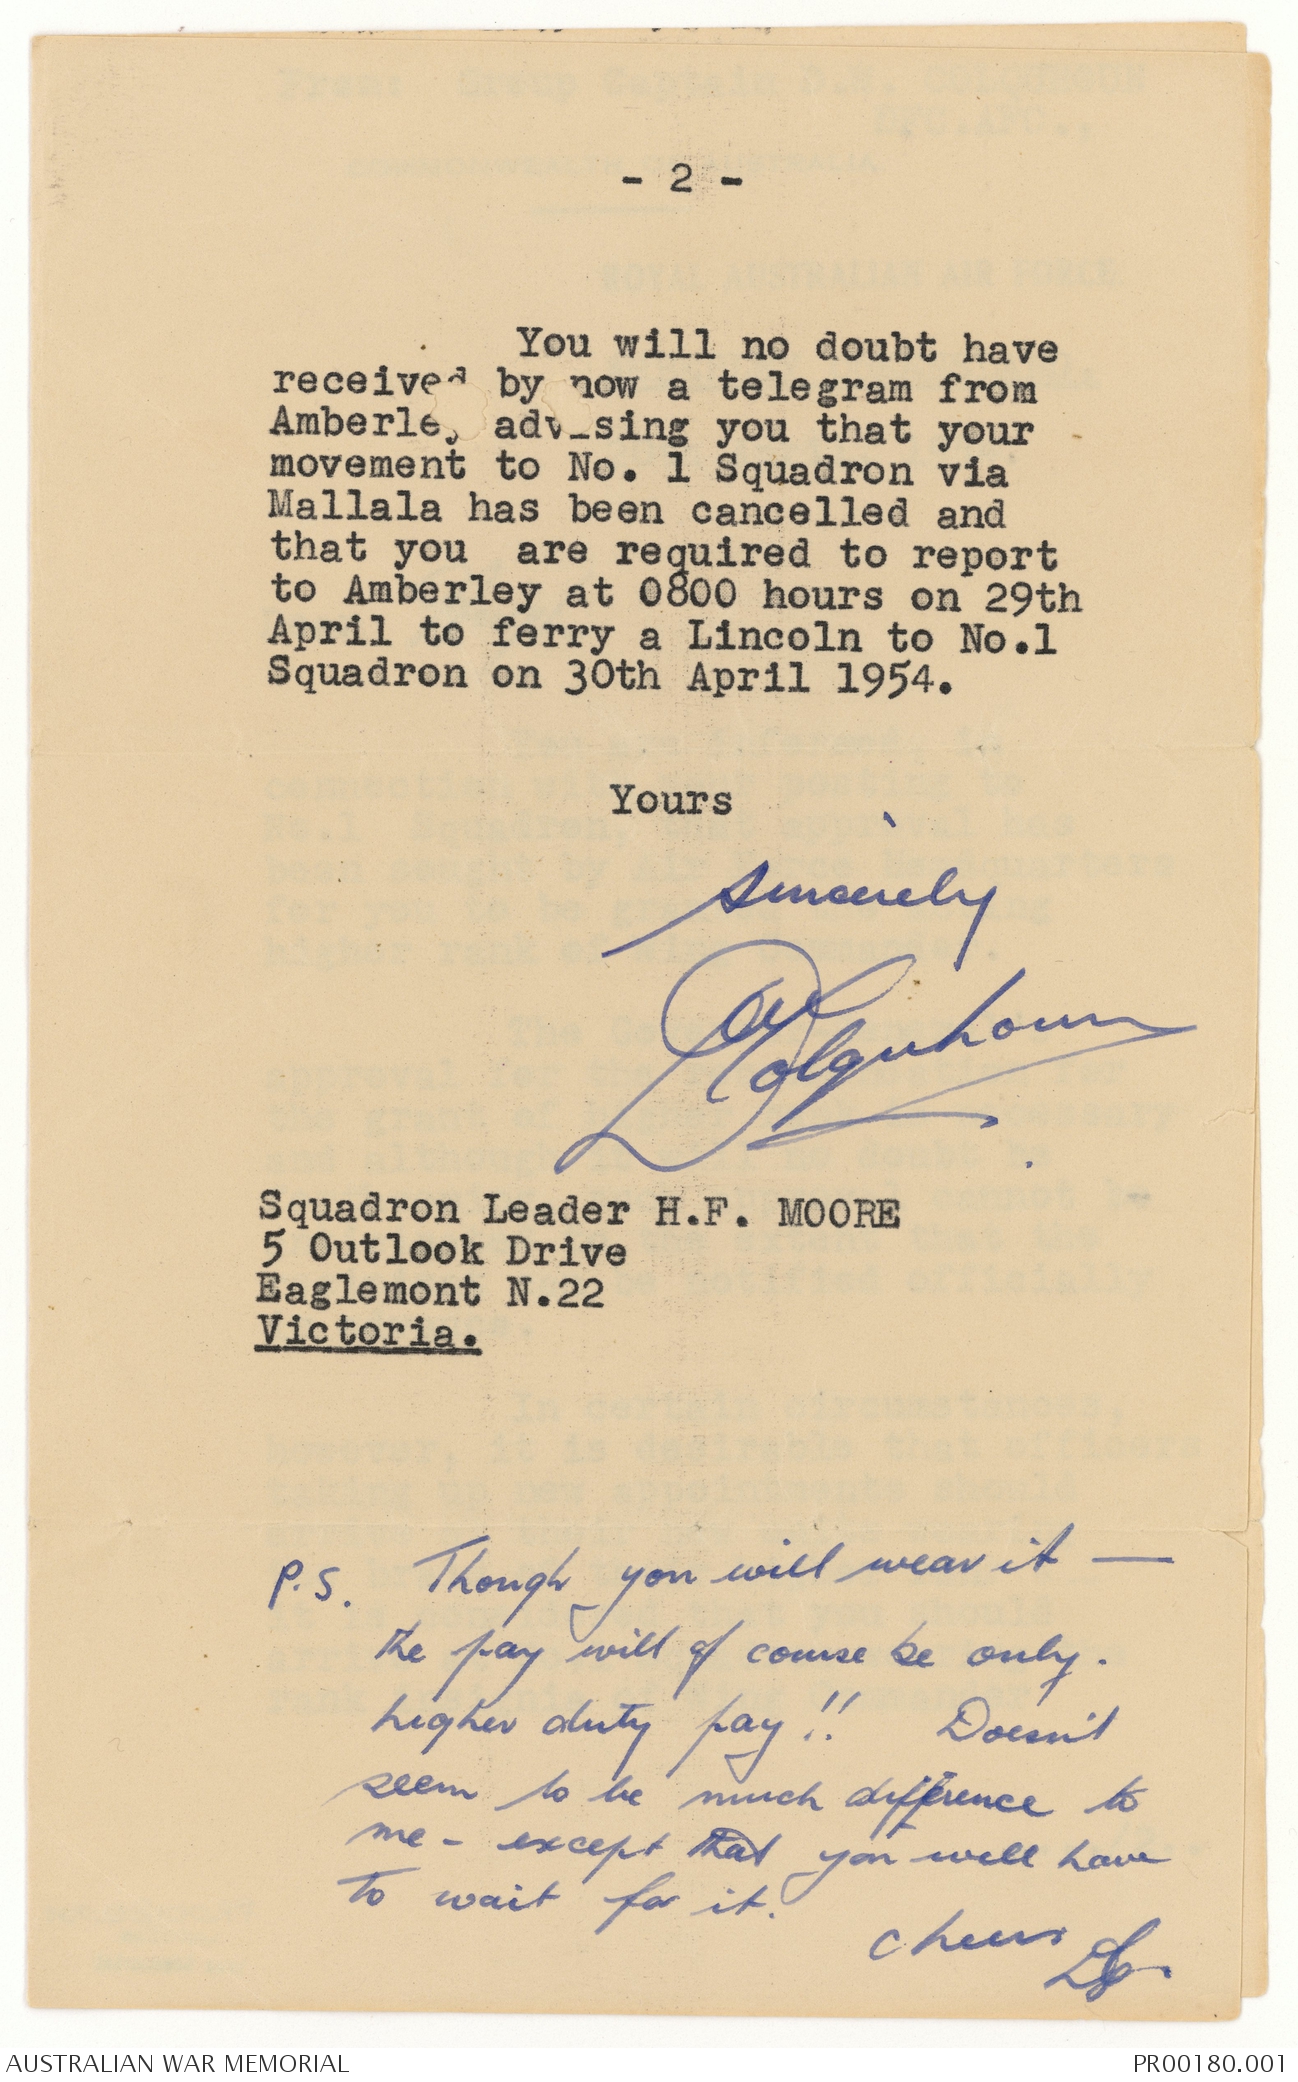 - 2 -
You will no doubt have
received by now a telegram from
Amberley advising you that your
movement to No. 1 Squadron via
Mallala has been cancelled and
that you  are required to report
to Amberley at 0800 hours on 29th
April to ferry a Lincoln to No.1
Squadron on 30th April 1954.
Yours
sincerely
Dave Colquhoun
Squadron Leader H.F. MOORE
5 Outlook Drive
Eaglemont N.22
Victoria.
P.S. Though you will wear it —
the pay will of course be only.
higher duty pay!! Doesn't
seem to be much difference to
me - except that you will have
to wait for it.
Cheers
AUSTRALIAN WAR MEMORIAL
PR00180.001